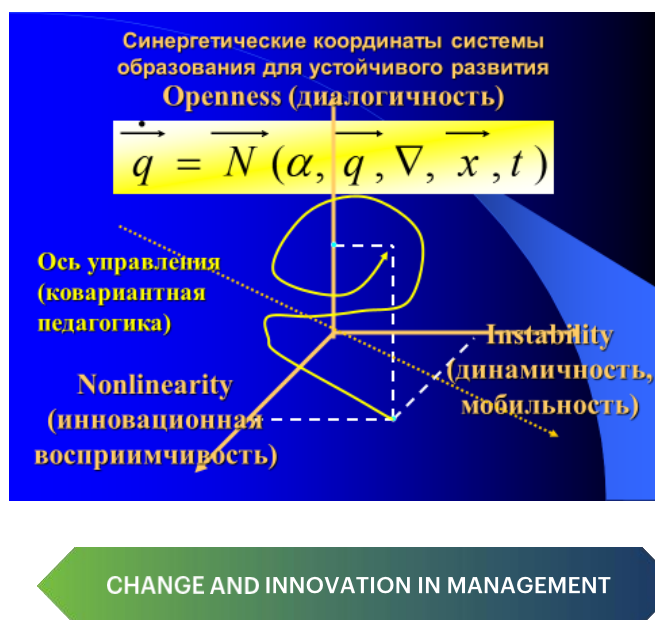 Синергетические координаты системы
образования для устойчивого развития
Openness (диалогичность)
q̇ = N (α, q, ∇, x, t)
Ось управления
(ковариантная
педагогика)
Instability
(динамичность,
мобильность)
Nonlinearity
(инновационная
восприимчивость)
CHANGE AND INNOVATION IN MANAGEMENT